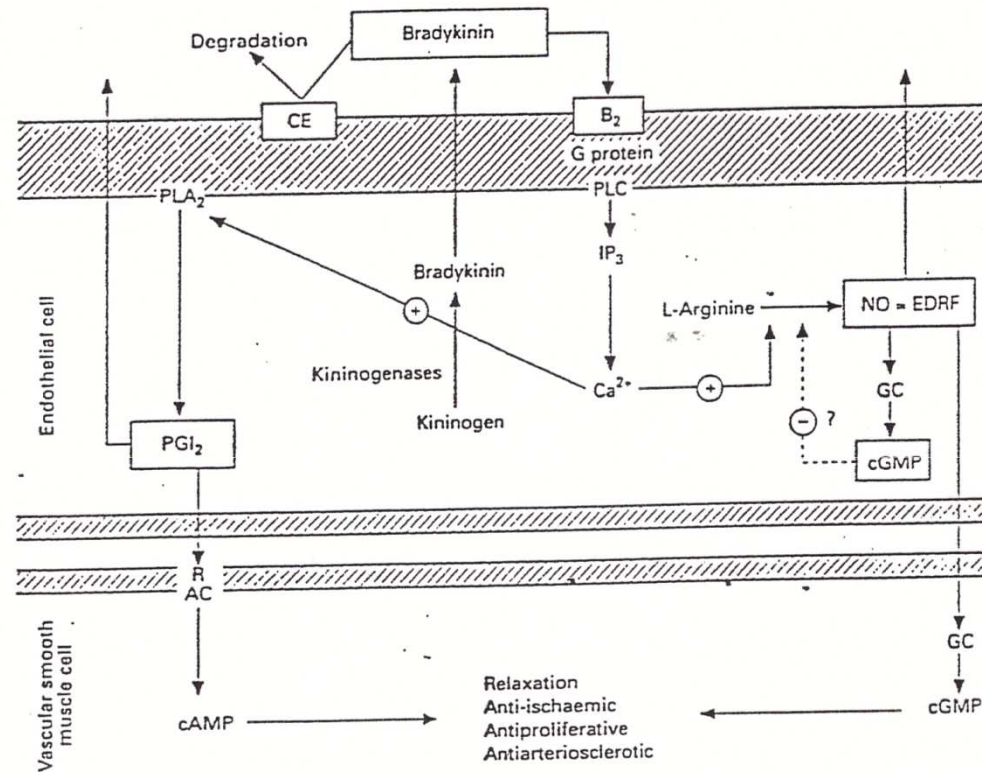 Bradykinin
Degradation
CE
B₂
G protein
PLA₂
PLC
IP₃
Bradykinin
L-Arginine
NO = EDRF
+
Kininogenases
Ca²⁺
+
GC
− ?
Kininogen
PGI₂
cGMP
Endothelial cell
R
AC
GC
Vascular smooth
muscle cell
Relaxation
Anti-ischaemic
Antiproliferative
Antiarteriosclerotic
cAMP
cGMP